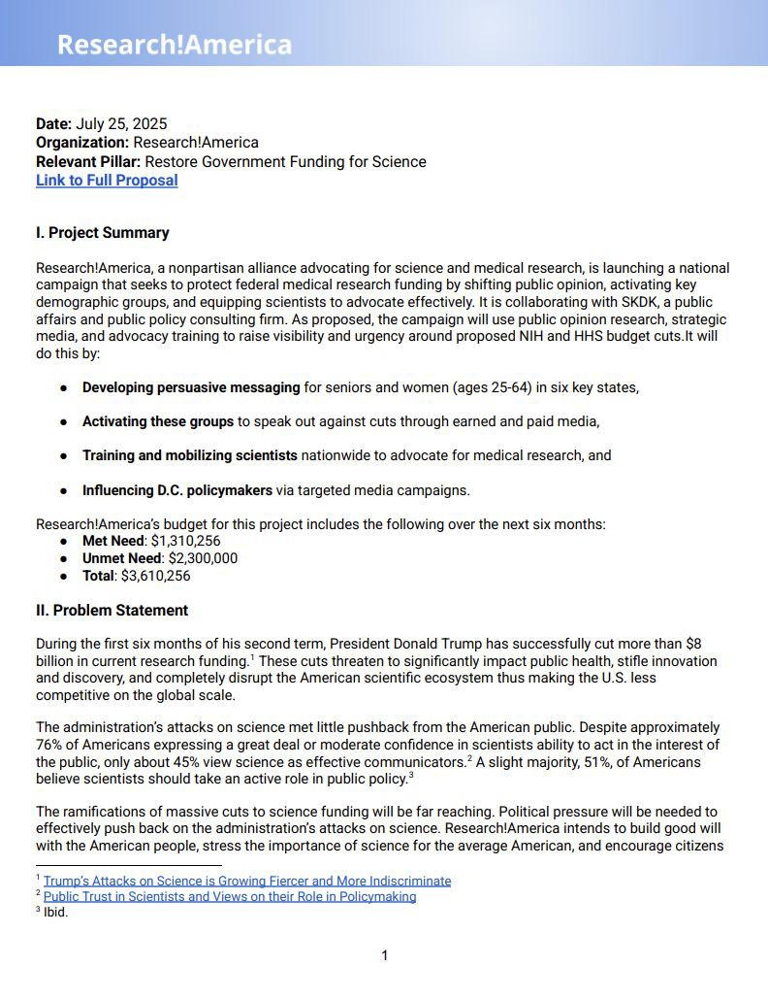 Research!America
Date: July 25, 2025
Organization: Research!America
Relevant Pillar: Restore Government Funding for Science
Link to Full Proposal
I. Project Summary
Research!America, a nonpartisan alliance advocating for science and medical research, is launching a national
campaign that seeks to protect federal medical research funding by shifting public opinion, activating key
demographic groups, and equipping scientists to advocate effectively. It is collaborating with SKDK, a public
affairs and public policy consulting firm. As proposed, the campaign will use public opinion research, strategic
media, and advocacy training to raise visibility and urgency around proposed NIH and HHS budget cuts.It will
do this by:
● Developing persuasive messaging for seniors and women (ages 25-64) in six key states,
● Activating these groups to speak out against cuts through earned and paid media,
● Training and mobilizing scientists nationwide to advocate for medical research, and
● Influencing D.C. policymakers via targeted media campaigns.
Research!America's budget for this project includes the following over the next six months:
● Met Need: $1,310,256
● Unmet Need: $2,300,000
● Total: $3,610,256
II. Problem Statement
During the first six months of his second term, President Donald Trump has successfully cut more than $8
billion in current research funding.1 These cuts threaten to significantly impact public health, stifle innovation
and discovery, and completely disrupt the American scientific ecosystem thus making the U.S. less
competitive on the global scale.
The administration's attacks on science met little pushback from the American public. Despite approximately
76% of Americans expressing a great deal or moderate confidence in scientists ability to act in the interest of
the public, only about 45% view science as effective communicators.2 A slight majority, 51%, of Americans
believe scientists should take an active role in public policy.3
The ramifications of massive cuts to science funding will be far reaching. Political pressure will be needed to
effectively push back on the administration's attacks on science. Research!America intends to build good will
with the American people, stress the importance of science for the average American, and encourage citizens
1 Trump's Attacks on Science is Growing Fiercer and More Indiscriminate
2 Public Trust in Scientists and Views on their Role in Policymaking
3 Ibid.
1